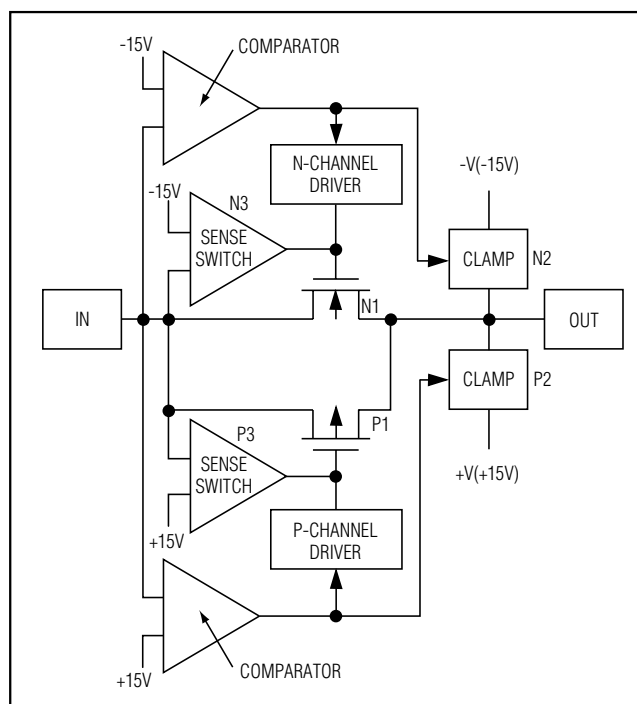 -15V
COMPARATOR
N-CHANNEL
DRIVER
-V(-15V)
-15V
N3
SENSE
SWITCH
CLAMP
N2
IN
N1
OUT
CLAMP
P2
P1
P3
SENSE
SWITCH
+V(+15V)
+15V
P-CHANNEL
DRIVER
+15V
COMPARATOR